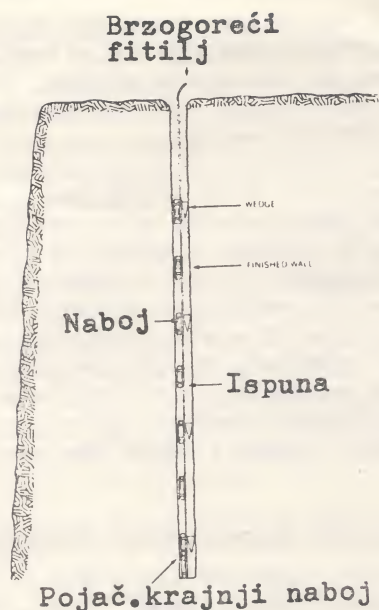 Brzogoreći
fitilj
WEDGE
FINISHED WALL
Naboj
Ispuna
Pojač.krajnji naboj